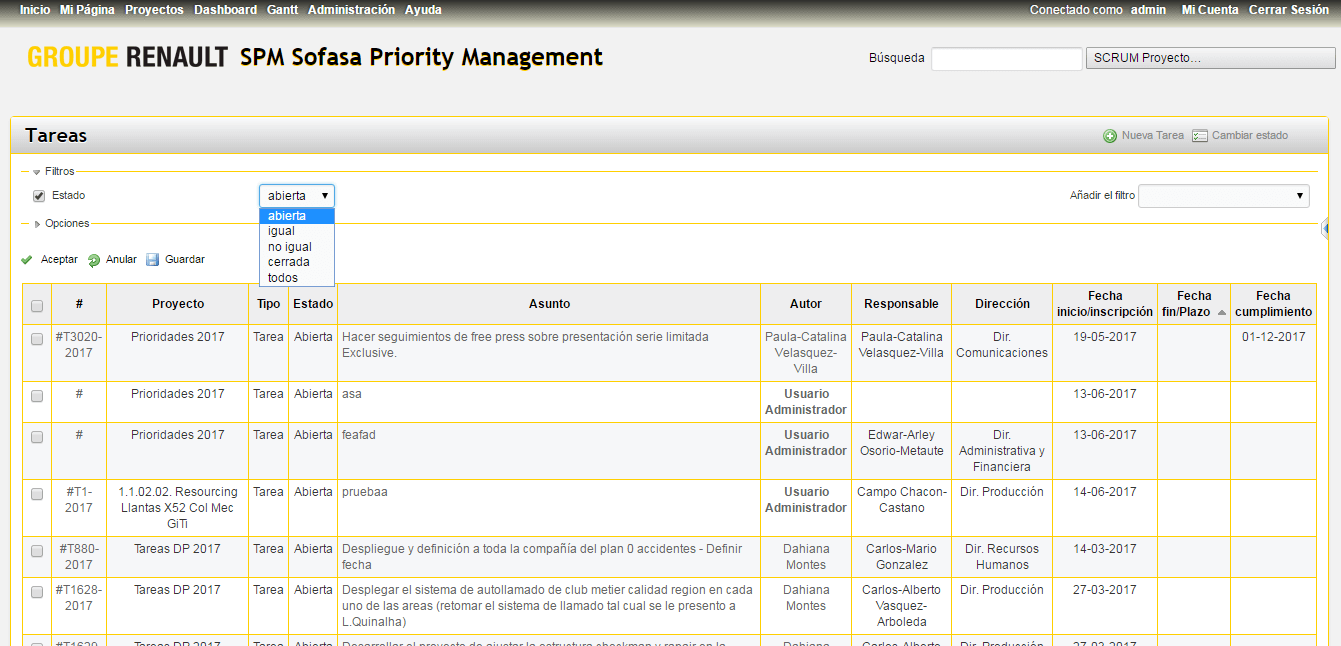 Inicio Mi Página Proyectos Dashboard Gantt Administración Ayuda Conectado como admin Mi Cuenta Cerrar Sesión
GROUPE RENAULT SPM Sofasa Priority Management Búsqueda SCRUM Proyecto...
Tareas Nueva Tarea Cambiar estado
Filtros
Estado abierta Añadir el filtro
abierta
igual
no igual
cerrada
todos
Opciones
Aceptar Anular Guardar
# Proyecto Tipo Estado Asunto Autor Responsable Dirección Fecha inicio/inscripción Fecha fin/Plazo Fecha cumplimiento
#T3020-2017 Prioridades 2017 Tarea Abierta Hacer seguimientos de free press sobre presentación serie limitada Exclusive. Paula-Catalina Velasquez-Villa Paula-Catalina Velasquez-Villa Dir. Comunicaciones 19-05-2017 01-12-2017
# Prioridades 2017 Tarea Abierta asa Usuario Administrador 13-06-2017
# Prioridades 2017 Tarea Abierta feafad Usuario Administrador Edwar-Arley Osorio-Metaute Dir. Administrativa y Financiera 13-06-2017
#T1-2017 1.1.02.02. Resourcing Llantas X52 Col Mec GiTi Tarea Abierta pruebaa Usuario Administrador Campo Chacon-Castano Dir. Producción 14-06-2017
#T880-2017 Tareas DP 2017 Tarea Abierta Despliegue y definición a toda la compañía del plan 0 accidentes - Definir fecha Dahiana Montes Carlos-Mario Gonzalez Dir. Recursos Humanos 14-03-2017
#T1628-2017 Tareas DP 2017 Tarea Abierta Desplegar el sistema de autollamado de club metier calidad region en cada uno de las areas (retomar el sistema de llamado tal cual se le presento a L.Quinalha) Dahiana Montes Carlos-Alberto Vasquez-Arboleda Dir. Producción 27-03-2017